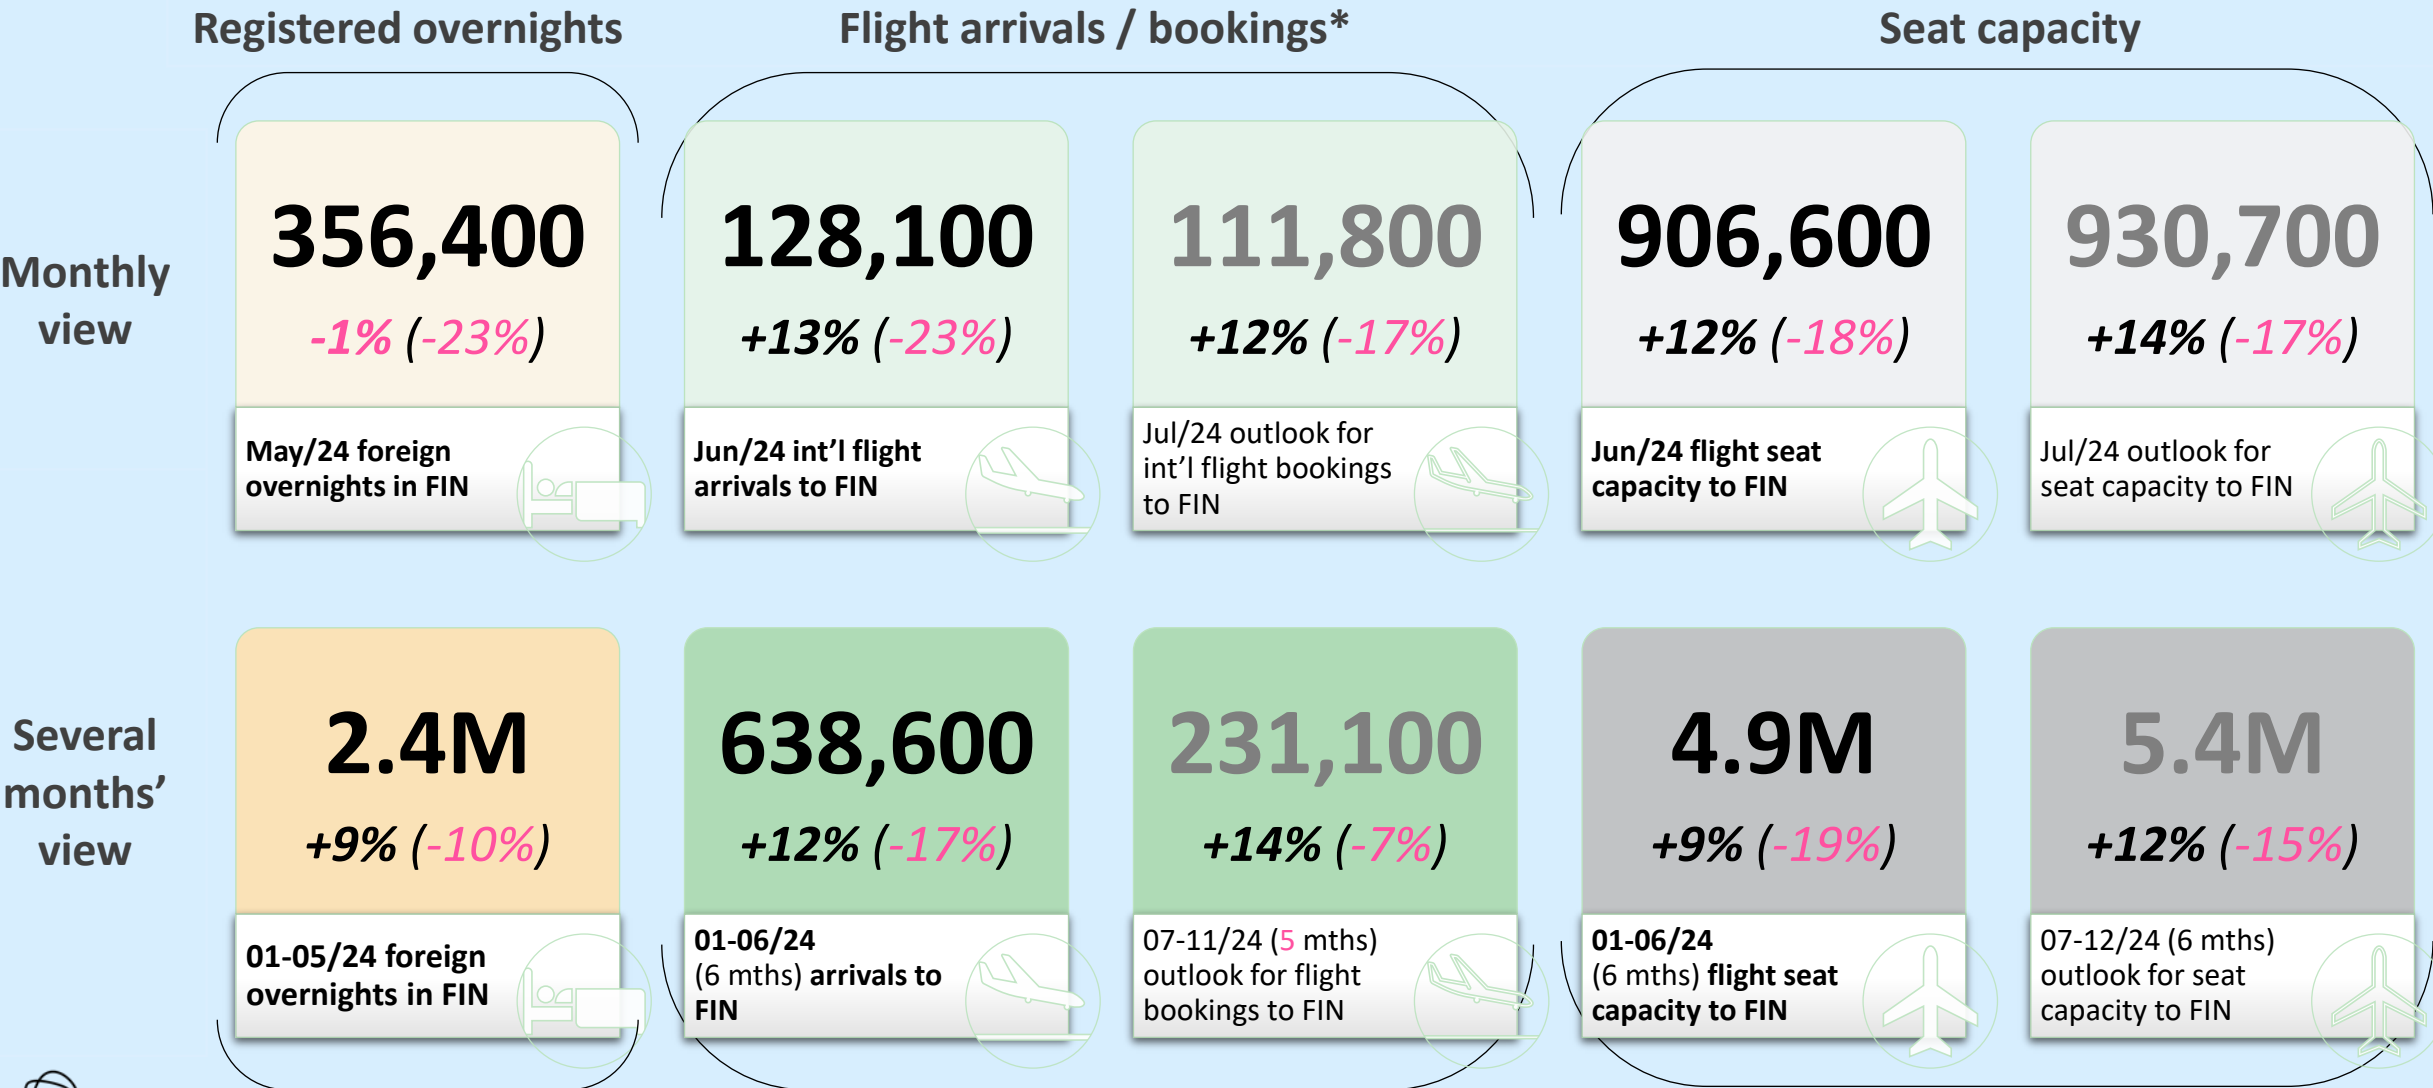 Registered overnights
Flight arrivals / bookings*
Seat capacity
Monthly
view
356,400
-1% (-23%)
May/24 foreign
overnights in FIN
128,100
+13% (-23%)
Jun/24 int’l flight
arrivals to FIN
111,800
+12% (-17%)
Jul/24 outlook for
int’l flight bookings
to FIN
906,600
+12% (-18%)
Jun/24 flight seat
capacity to FIN
930,700
+14% (-17%)
Jul/24 outlook for
seat capacity to FIN
Several
months’
view
2.4M
+9% (-10%)
01-05/24 foreign
overnights in FIN
638,600
+12% (-17%)
01-06/24
(6 mths) arrivals to
FIN
231,100
+14% (-7%)
07-11/24 (5 mths)
outlook for flight
bookings to FIN
4.9M
+9% (-19%)
01-06/24
(6 mths) flight seat
capacity to FIN
5.4M
+12% (-15%)
07-12/24 (6 mths)
outlook for seat
capacity to FIN